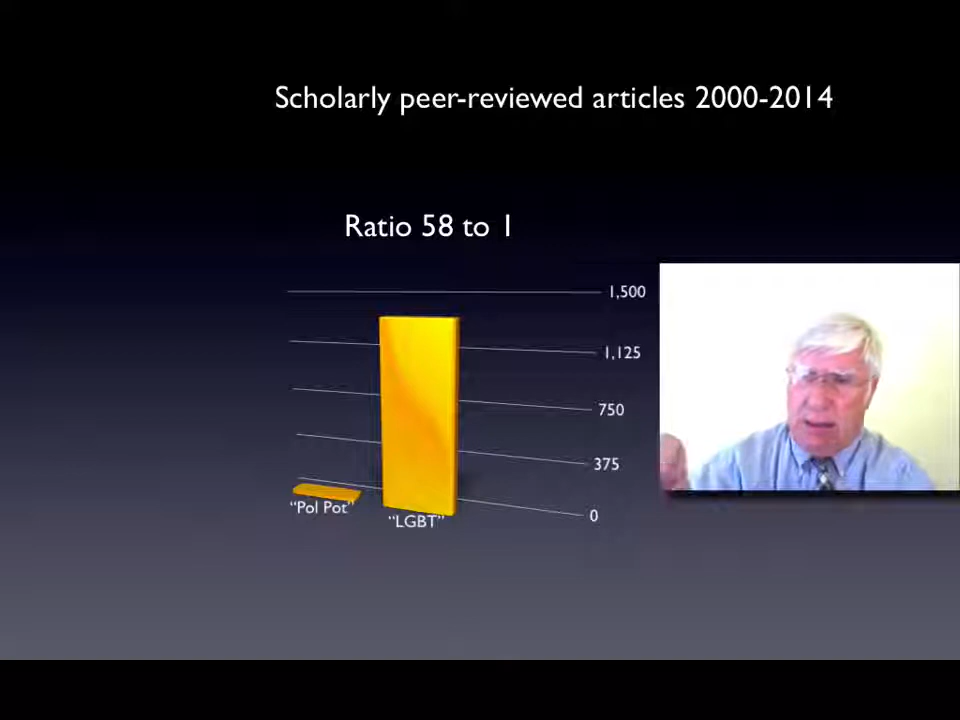 Scholarly peer-reviewed articles 2000-2014
Ratio 58 to 1
1,500
1,125
750
375
0
"Pol Pot"
"LGBT"